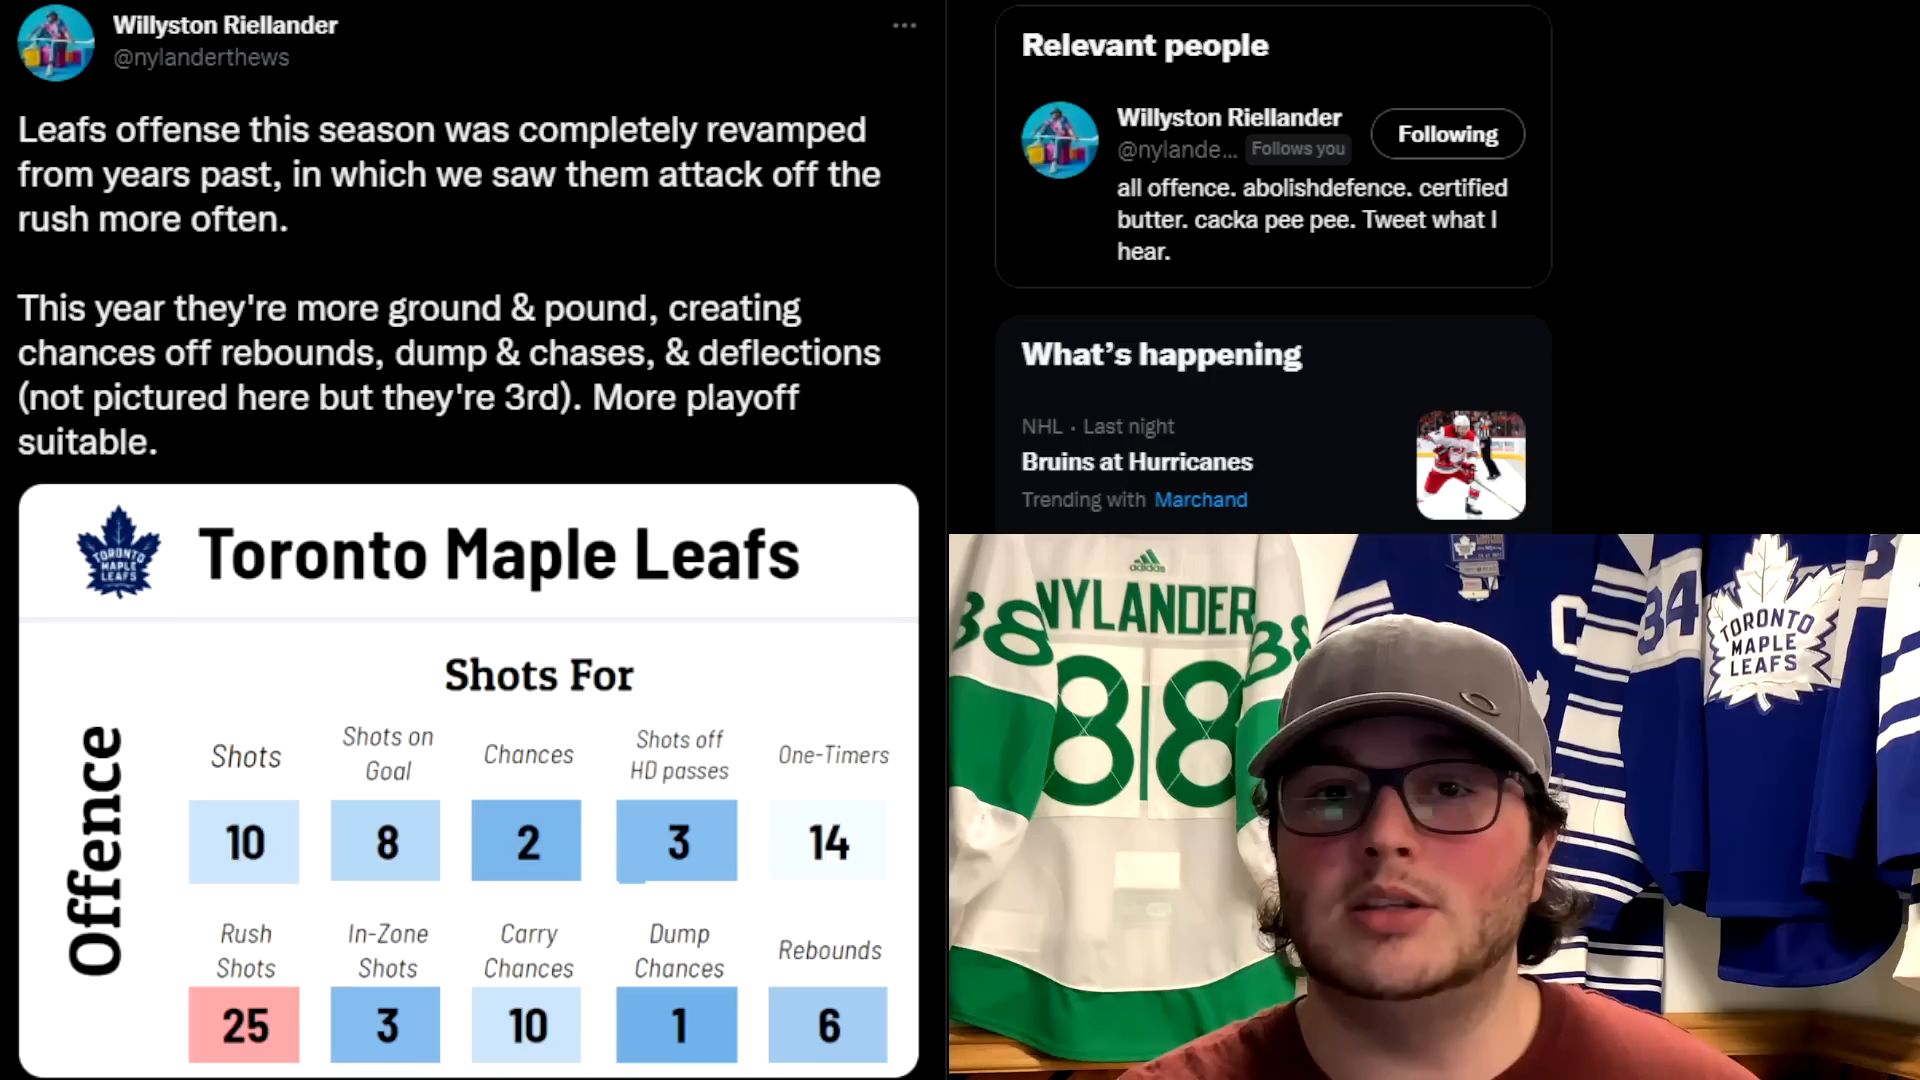 Willyston Riellander
@nylanderthews
Leafs offense this season was completely revamped
from years past, in which we saw them attack off the
rush more often.
This year they're more ground & pound, creating
chances off rebounds, dump & chases, & deflections
(not pictured here but they're 3rd). More playoff
suitable.
TORONTO
MAPLE
LEAFS
Toronto Maple Leafs
Shots For
Offence
Shots
Shots on
Goal
Chances
Shots off
HD passes
One-Timers
10
8
2
3
14
Rush
Shots
In-Zone
Shots
Carry
Chances
Dump
Chances
Rebounds
25
3
10
1
6
Relevant people
Willyston Riellander
@nylande... Follows you
Following
all offence. abolishdefence. certified
butter. cacka pee pee. Tweet what I
hear.
What's happening
NHL · Last night
Bruins at Hurricanes
Trending with Marchand
adidas
NYLANDER
88
38
88
C
34
TORONTO
MAPLE
LEAFS